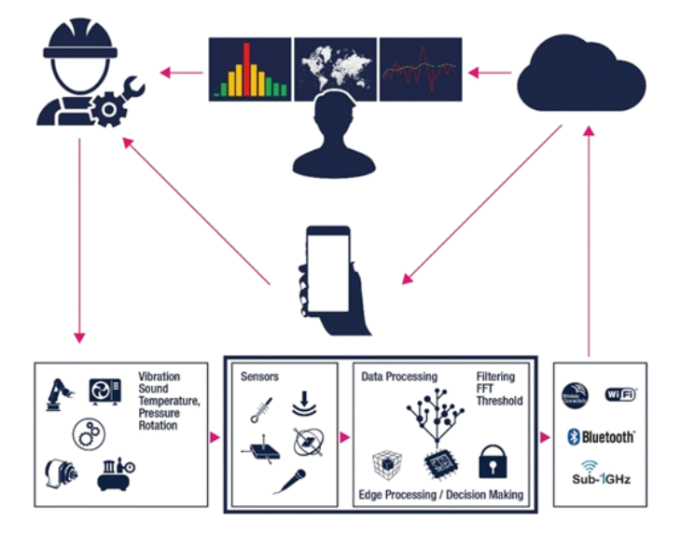 Vibration
Sound
Temperature,
Pressure
Rotation
Sensors
Data Processing
Filtering
FFT
Threshold
Edge Processing / Decision Making
Wi Fi
Bluetooth
Sub-1GHz